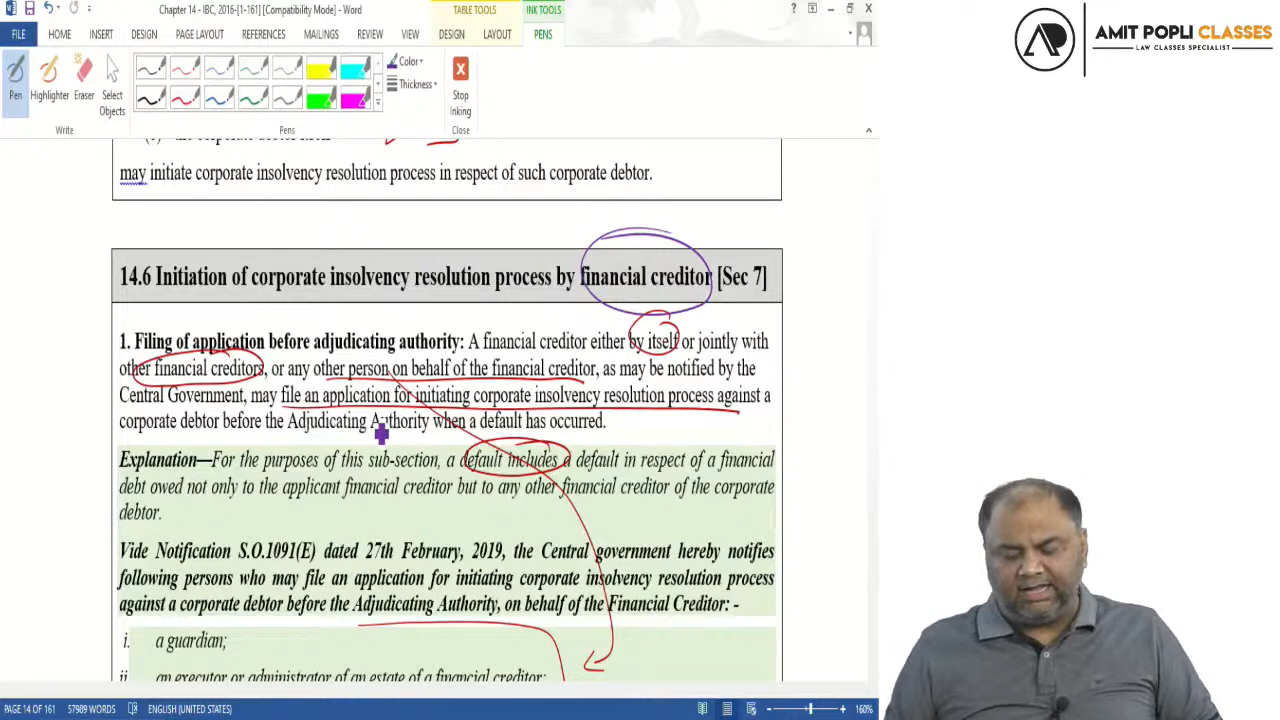 Chapter 14 - IBC, 2016-[1-161] [Compatibility Mode] - Word
TABLE TOOLS
INK TOOLS
FILE HOME INSERT DESIGN PAGE LAYOUT REFERENCES MAILINGS REVIEW VIEW DESIGN LAYOUT PENS
Pen Highlighter Eraser Select Objects
Color
Thickness
Stop Inking
Write Pens Close
AMIT POPLI CLASSES
LAW CLASSES SPECIALIST
may initiate corporate insolvency resolution process in respect of such corporate debtor.
14.6 Initiation of corporate insolvency resolution process by financial creditor [Sec 7]
1. Filing of application before adjudicating authority: A financial creditor either by itself or jointly with
other financial creditors, or any other person on behalf of the financial creditor, as may be notified by the
Central Government, may file an application for initiating corporate insolvency resolution process against a
corporate debtor before the Adjudicating Authority when a default has occurred.
Explanation—For the purposes of this sub-section, a default includes a default in respect of a financial
debt owed not only to the applicant financial creditor but to any other financial creditor of the corporate
debtor.
Vide Notification S.O.1091(E) dated 27th February, 2019, the Central government hereby notifies
following persons who may file an application for initiating corporate insolvency resolution process
against a corporate debtor before the Adjudicating Authority, on behalf of the Financial Creditor: -
i. a guardian;
ii. an executor or administrator of an estate of a financial creditor;
PAGE 14 OF 161 57989 WORDS ENGLISH (UNITED STATES) 160%